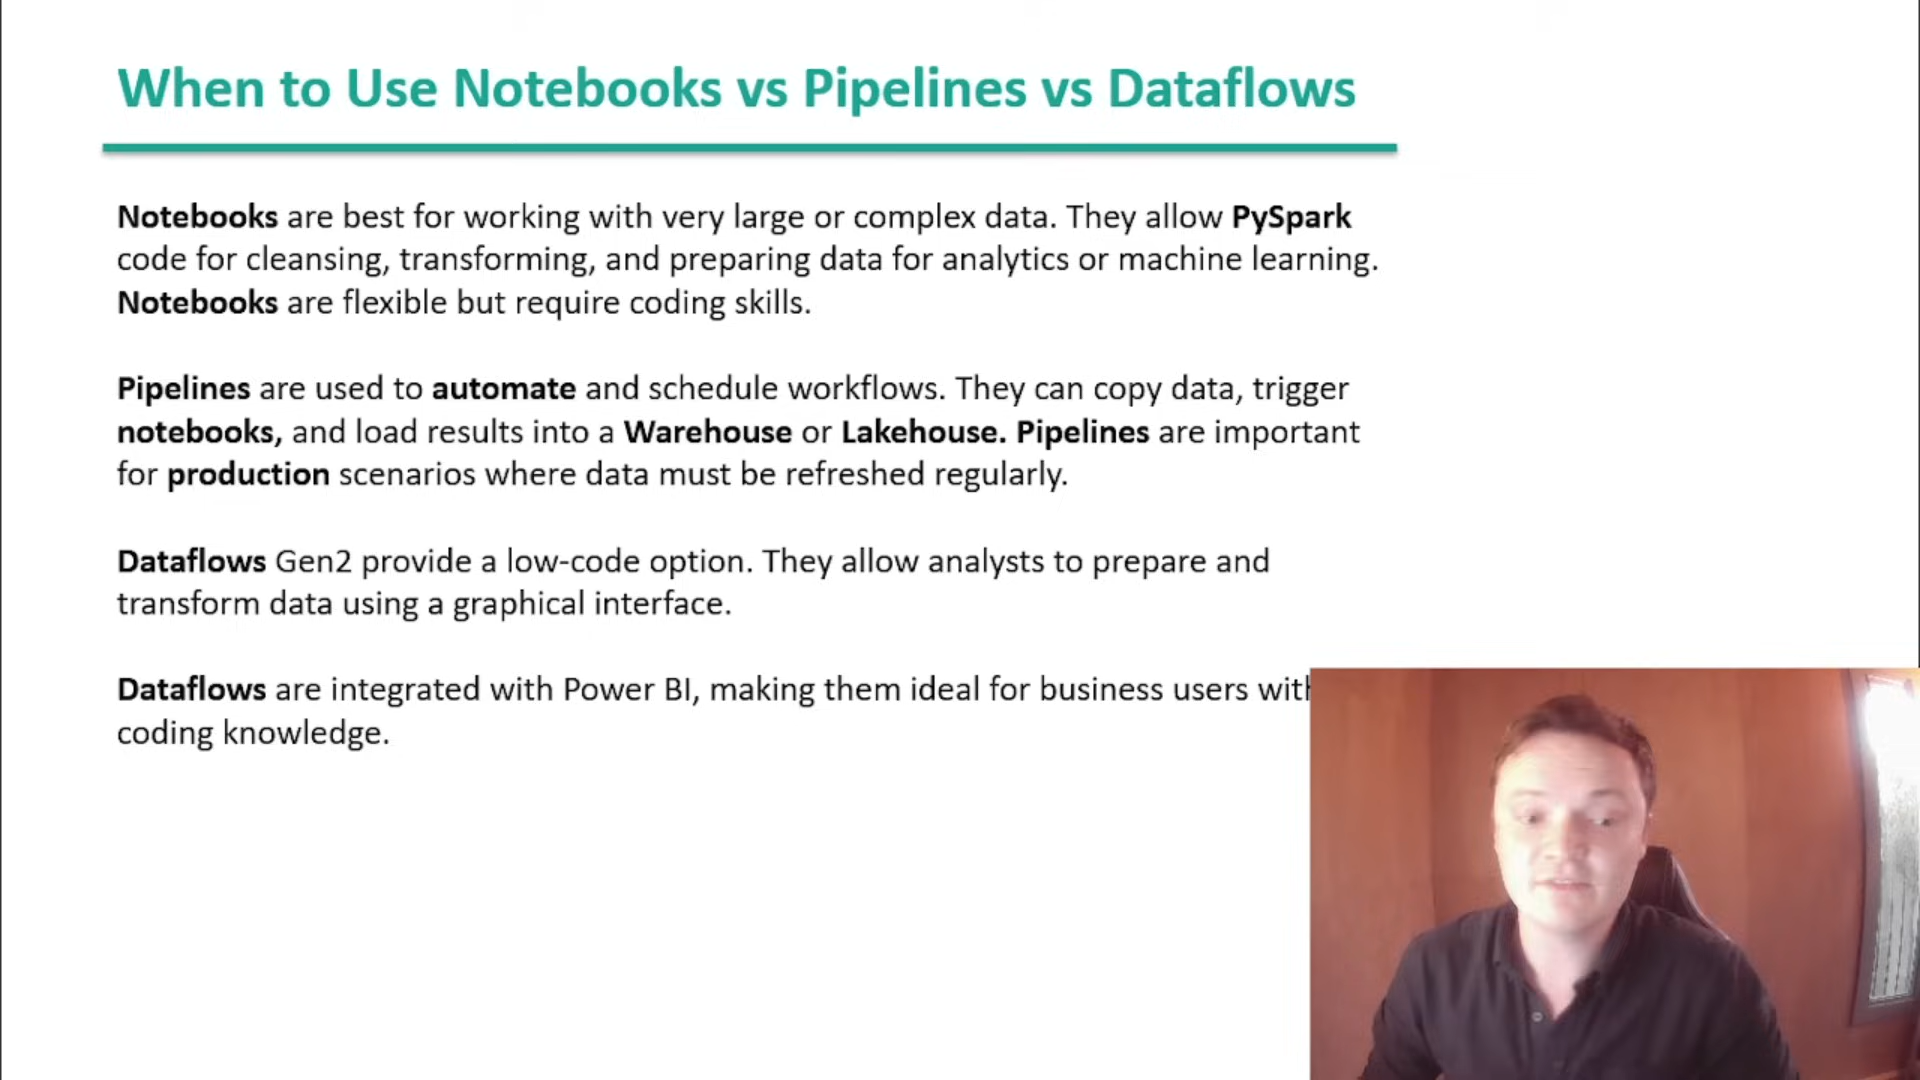 When to Use Notebooks vs Pipelines vs Dataflows
Notebooks are best for working with very large or complex data. They allow PySpark
code for cleansing, transforming, and preparing data for analytics or machine learning.
Notebooks are flexible but require coding skills.
Pipelines are used to automate and schedule workflows. They can copy data, trigger
notebooks, and load results into a Warehouse or Lakehouse. Pipelines are important
for production scenarios where data must be refreshed regularly.
Dataflows Gen2 provide a low-code option. They allow analysts to prepare and
transform data using a graphical interface.
Dataflows are integrated with Power BI, making them ideal for business users
coding knowledge.